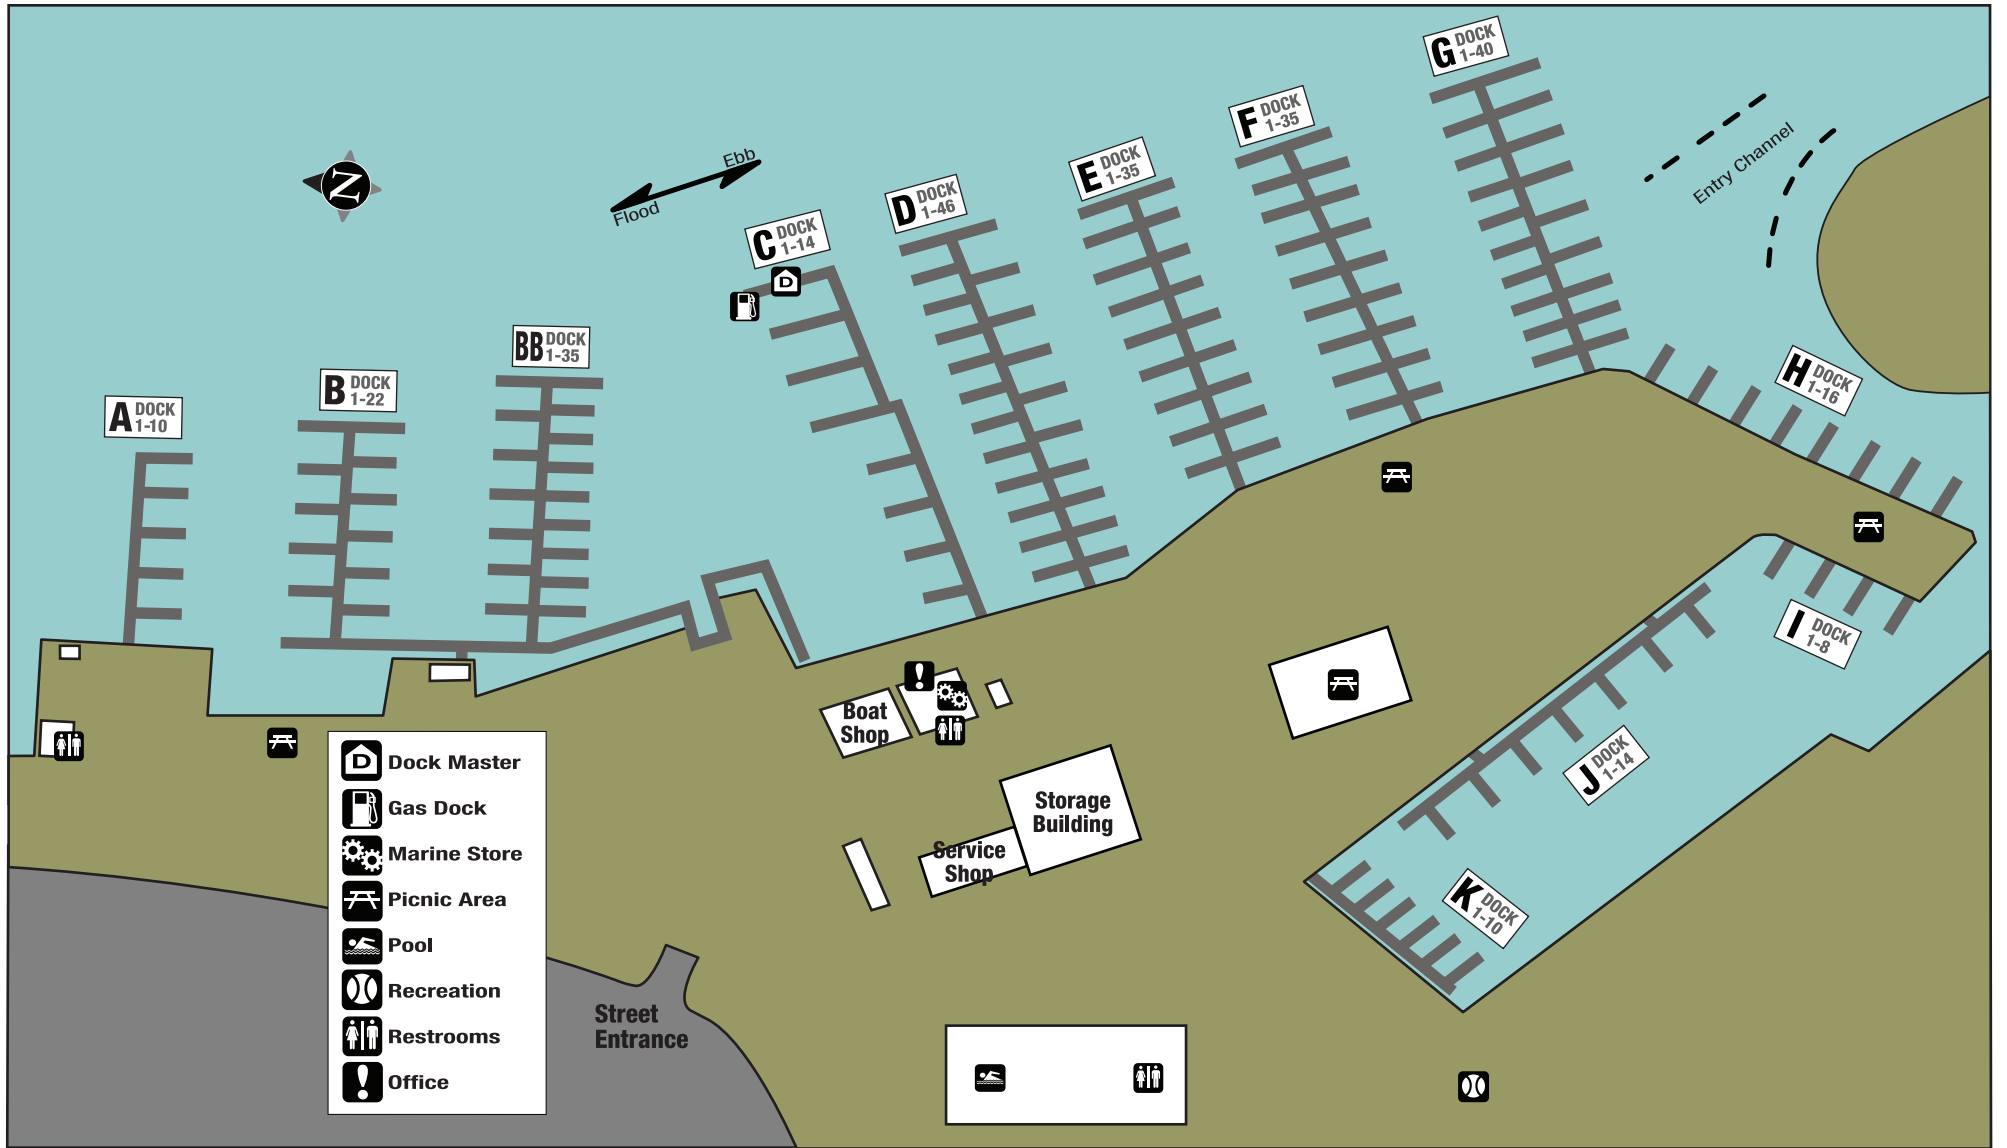 G DOCK
1-40
F DOCK
1-35
E DOCK
1-35
D DOCK
1-46
C DOCK
1-14
D
BB DOCK
1-35
B DOCK
1-22
A DOCK
1-10
N
Ebb
Flood
Entry Channel
H DOCK
1-16
I DOCK
1-8
J DOCK
1-14
K DOCK
1-10
Boat
Shop
Storage
Building
Service
Shop
Street
Entrance
D Dock Master
Gas Dock
Marine Store
Picnic Area
Pool
Recreation
Restrooms
! Office
!